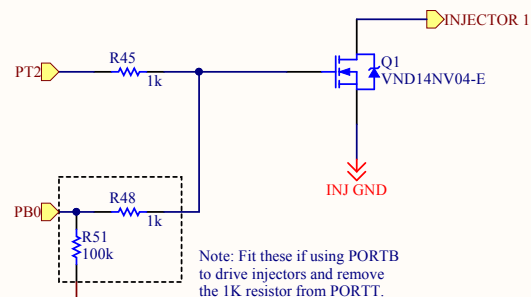 INJECTOR 1
R45
PT2
1k
Q1
VND14NV04-E
INJ GND
R48
PB0
1k
R51
100k
Note: Fit these if using PORTB
to drive injectors and remove
the 1K resistor from PORTT.